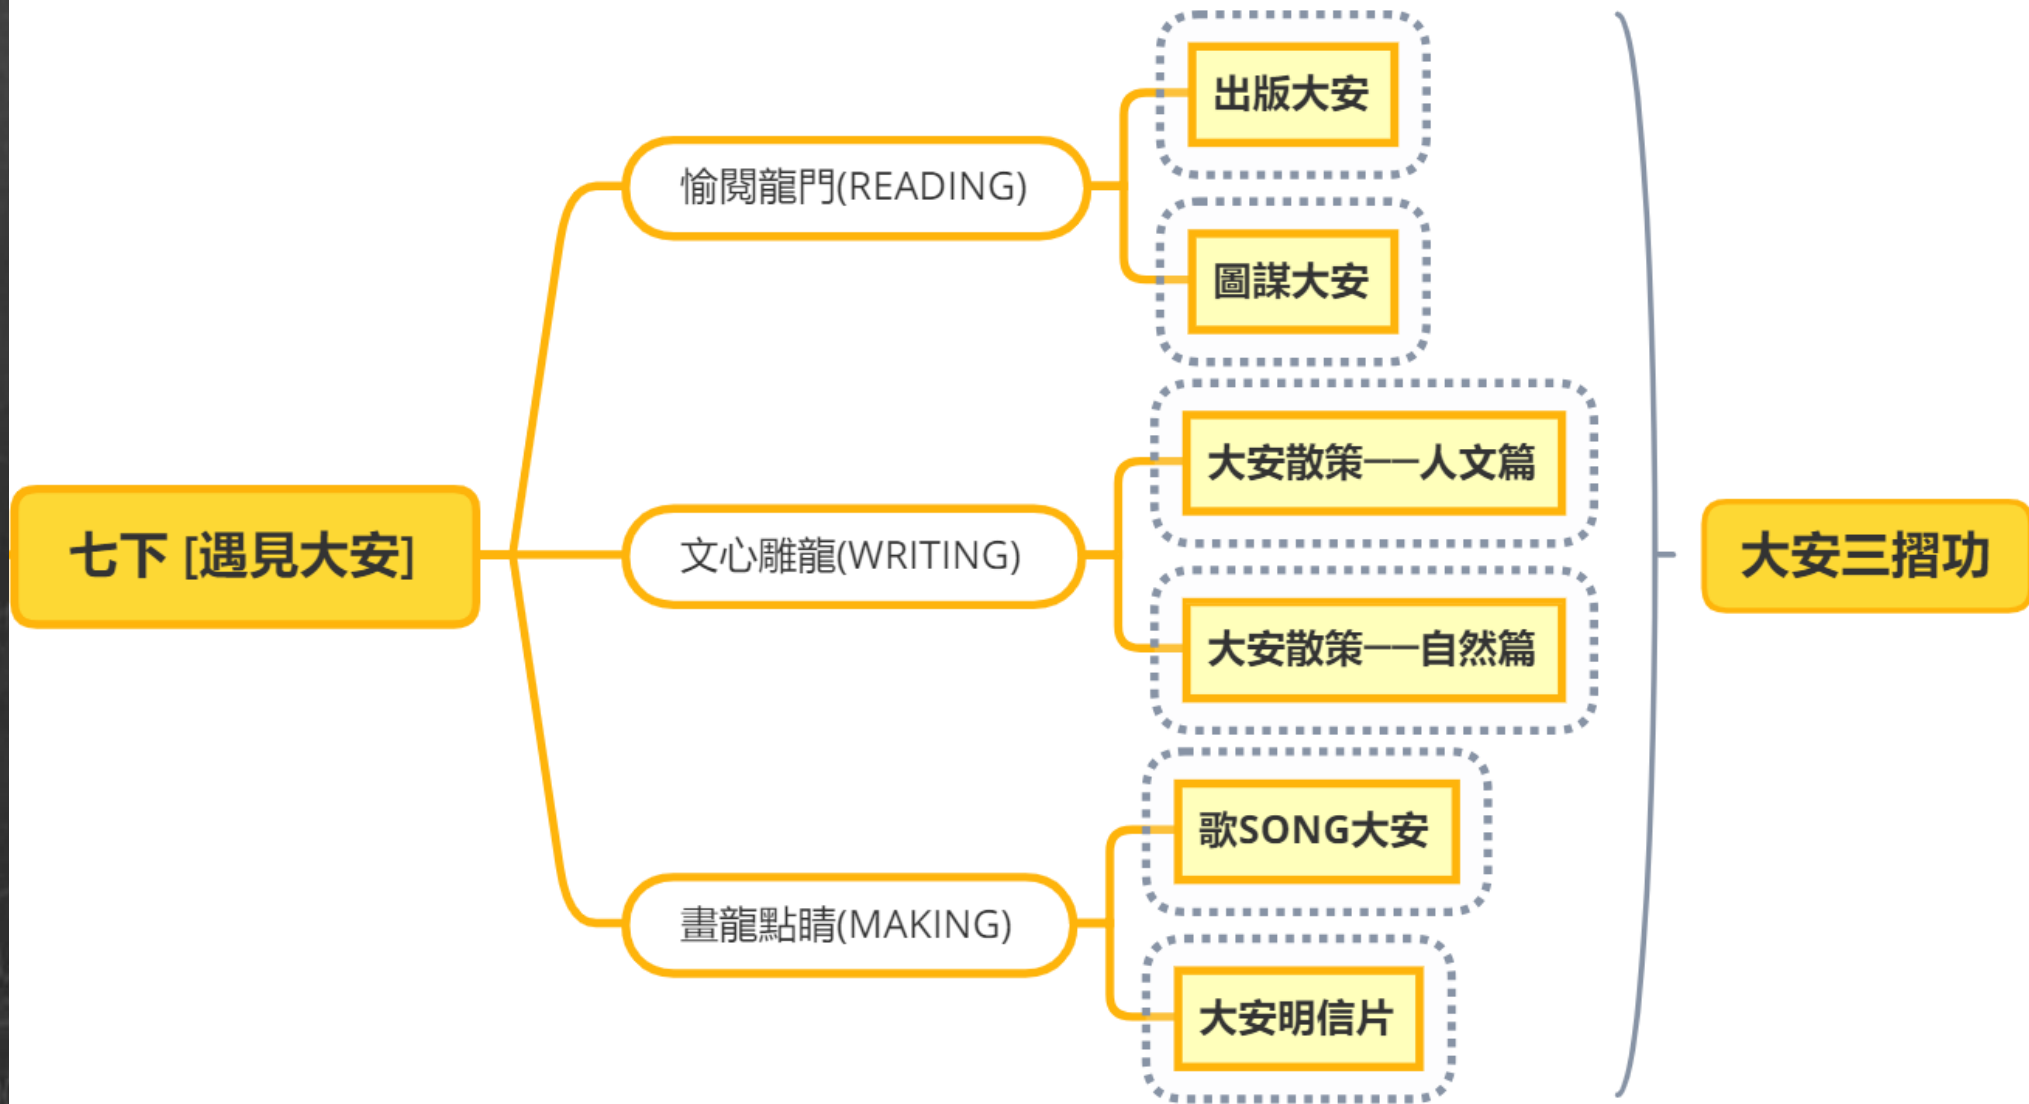 七下 [遇見大安]
愉閱龍門(READING)
出版大安
圖謀大安
文心雕龍(WRITING)
大安散策──人文篇
大安散策──自然篇
畫龍點睛(MAKING)
歌SONG大安
大安明信片
大安三摺功